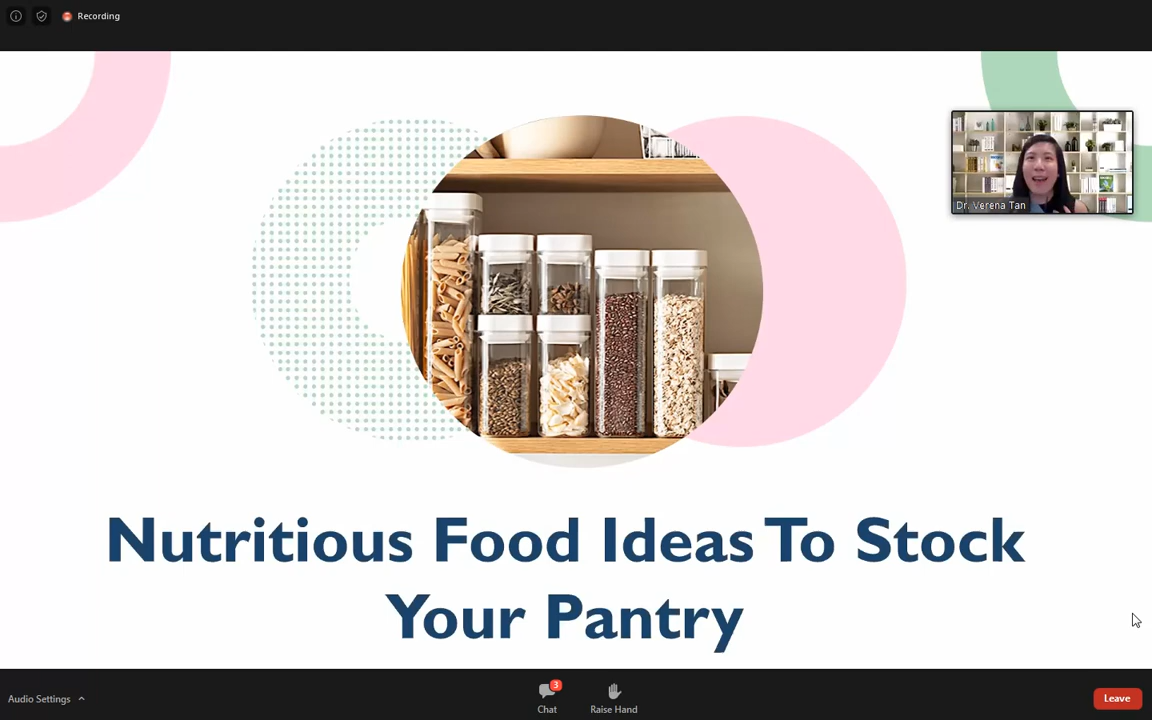 Recording
Dr. Verena Tan
Nutritious Food Ideas To Stock
Your Pantry
Audio Settings
3
Chat
Raise Hand
Leave